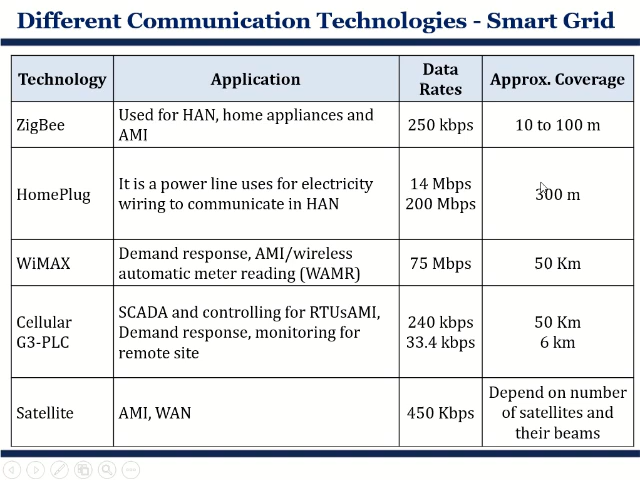 Different Communication Technologies - Smart Grid
Technology
Application
Data
Rates
Approx. Coverage
ZigBee
Used for HAN, home appliances and
AMI
250 kbps
10 to 100 m
HomePlug
It is a power line uses for electricity
wiring to communicate in HAN
14 Mbps
200 Mbps
300 m
WiMAX
Demand response, AMI/wireless
automatic meter reading (WAMR)
75 Mbps
50 Km
Cellular
G3-PLC
SCADA and controlling for RTUsAMI,
Demand response, monitoring for
remote site
240 kbps
33.4 kbps
50 Km
6 km
Satellite
AMI, WAN
450 Kbps
Depend on number
of satellites and
their beams